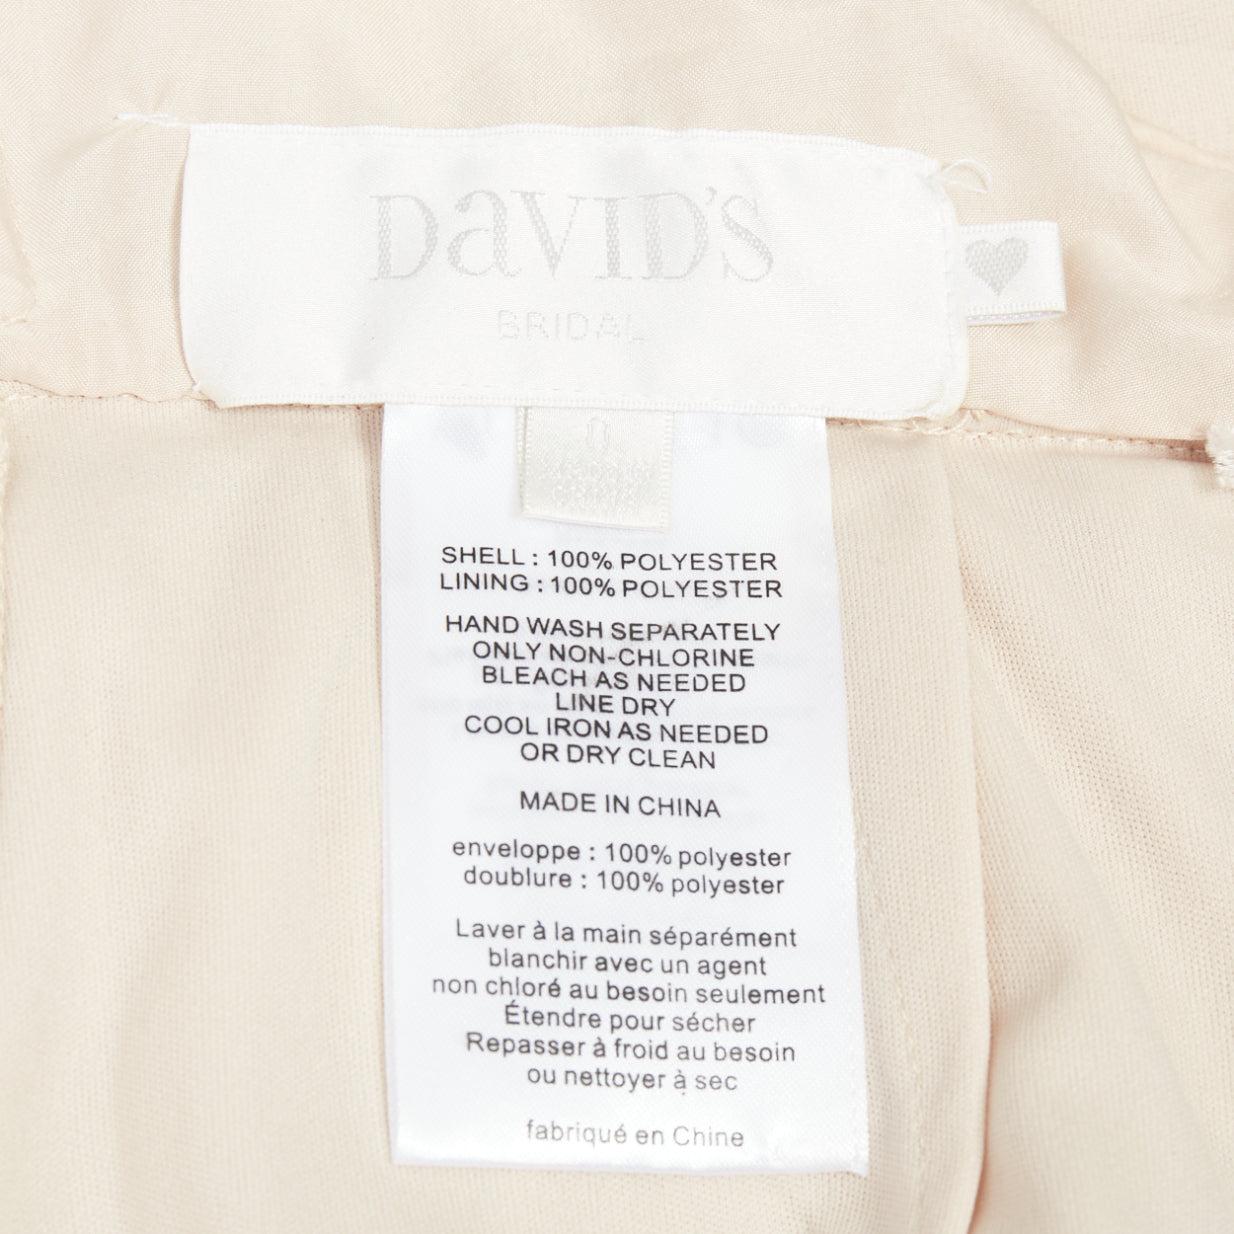 DaVID'S
BRIDAL
0
SHELL : 100% POLYESTER
LINING : 100% POLYESTER
HAND WASH SEPARATELY
ONLY NON-CHLORINE
BLEACH AS NEEDED
LINE DRY
COOL IRON AS NEEDED
OR DRY CLEAN
MADE IN CHINA
enveloppe : 100% polyester
doublure : 100% polyester
Laver à la main séparément
blanchir avec un agent
non chloré au besoin seulement
Étendre pour sécher
Repasser à froid au besoin
ou nettoyer à sec
fabriqué en Chine